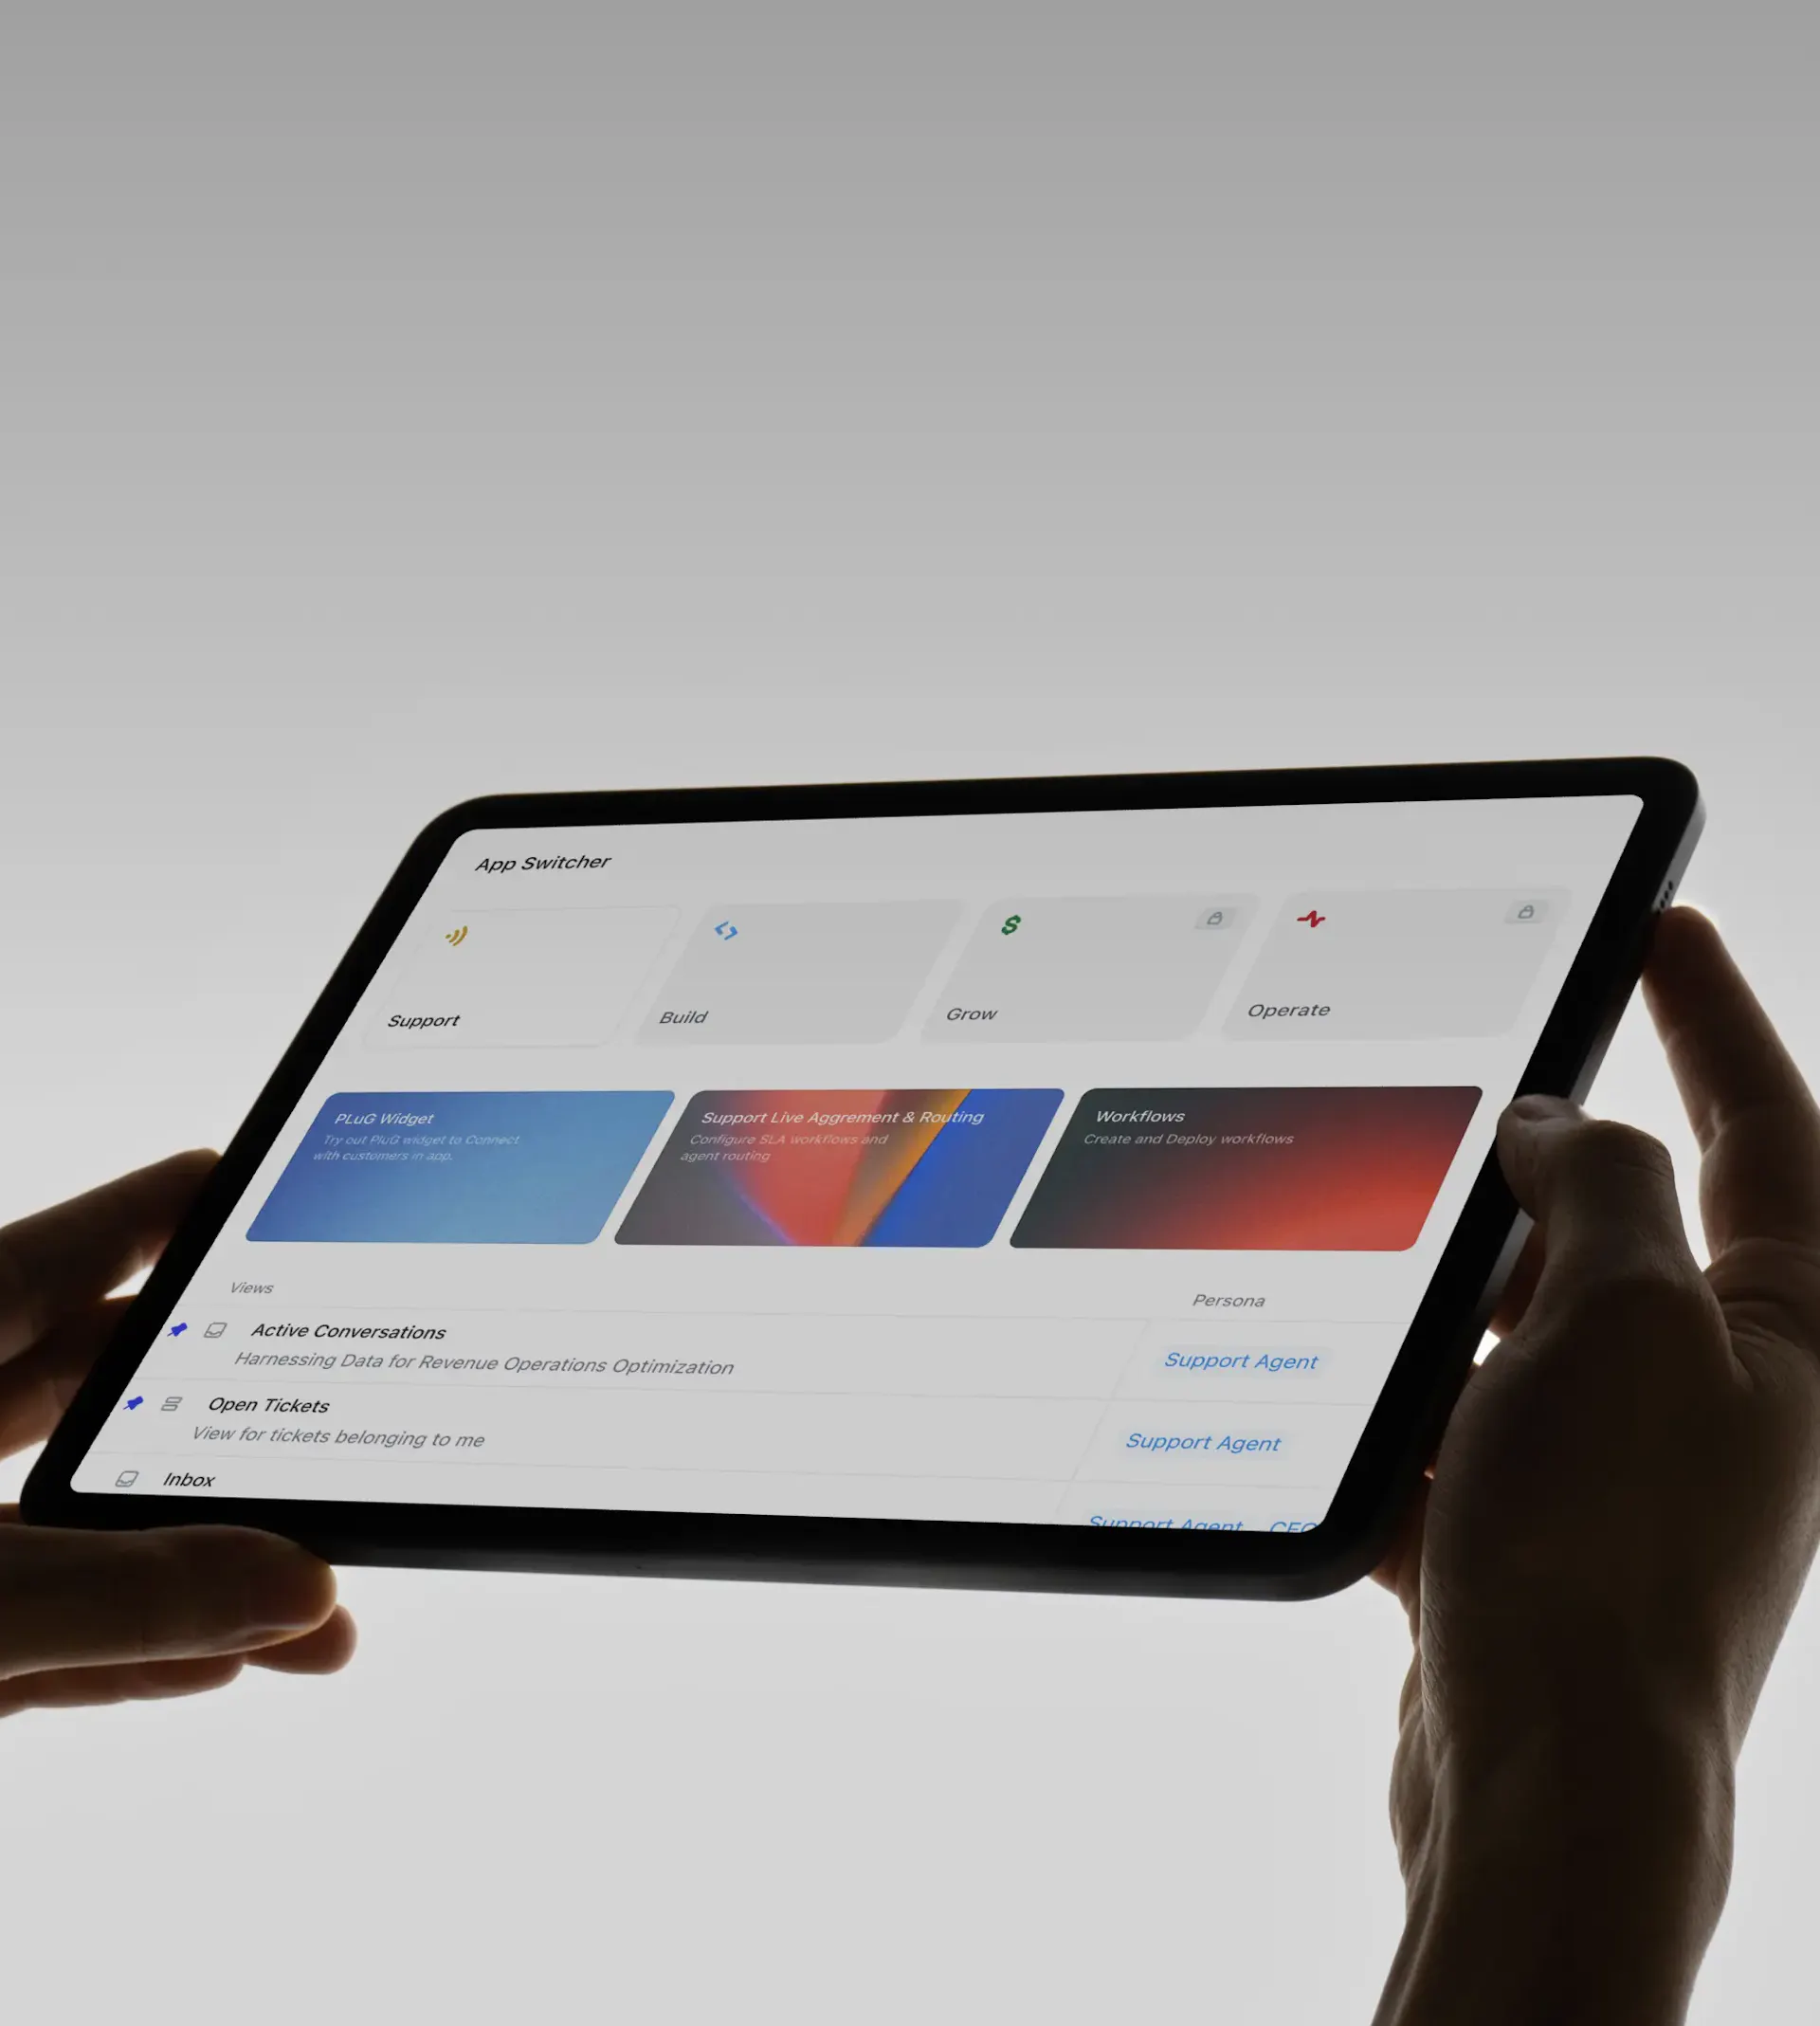 App Switcher
Support
Build
Grow
Operate
PLuG Widget
Try out PluG widget to Connect
with customers in app.
Support Live Aggrement & Routing
Configure SLA workflows and
agent routing
Workflows
Create and Deploy workflows
Views
Persona
Active Conversations
Harnessing Data for Revenue Operations Optimization
Support Agent
Open Tickets
View for tickets belonging to me
Support Agent
Inbox
Support Agent
CEO